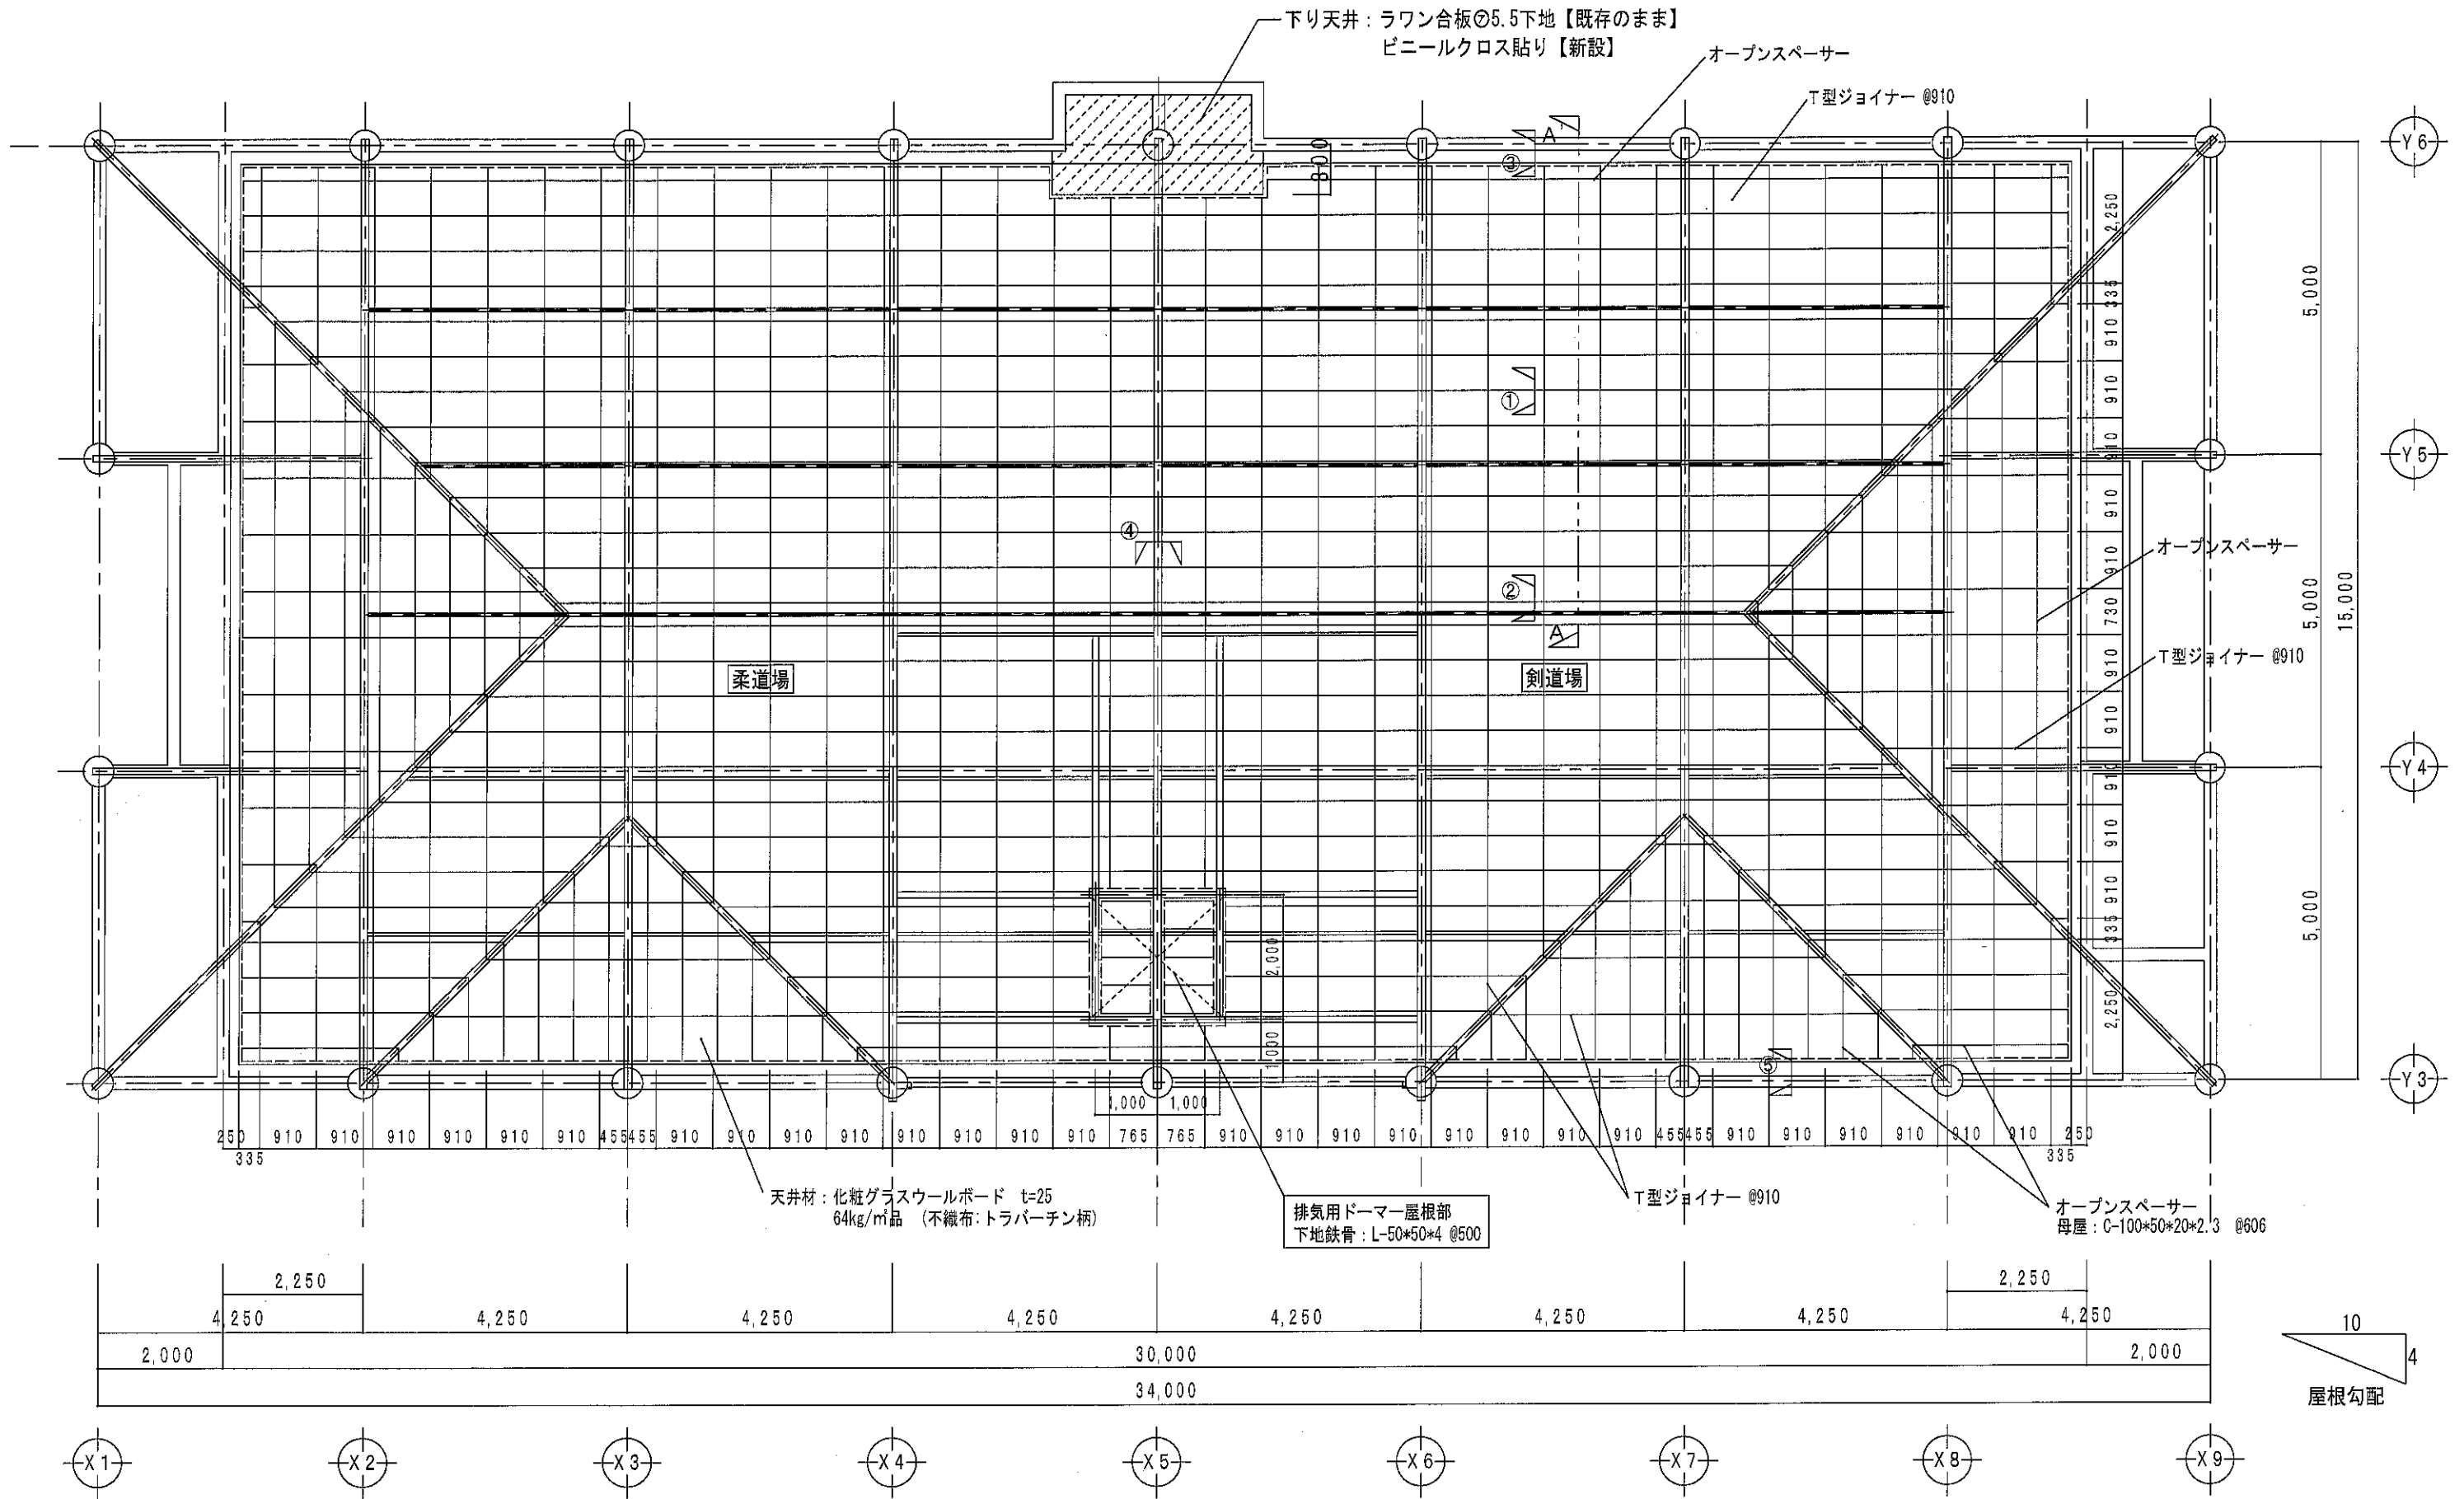 下り天井：ラワン合板㋐5.5下地【既存のまま】
ビニールクロス貼り【新設】
オープンスペーサー
T型ジョイナー @910
A
③
800
Y6
2,250
335
910
5,000
910
①
910
Y5
910
④
オープンスペーサー
910
②
730
5,000
15,000
A
T型ジョイナー @910
柔道場
剣道場
910
910
910
Y4
910
910
335
5,000
2,000
2,250
1000
⑤
Y3
1,000 1,000
250 910 910 910 910 910 910 455 455 910 910 910 910 910 910 910 910 765 765 910 910 910 910 910 910 910 910 455 455 910 910 910 910 910 910 250
335 335
天井材：化粧グラスウールボード t=25
64kg/㎥品 （不織布：トラバーチン柄）
排気用ドーマー屋根部
下地鉄骨：L-50*50*4 @500
T型ジョイナー @910
オープンスペーサー
母屋：C-100*50*20*2.3 @606
2,250 2,250
4,250 4,250 4,250 4,250 4,250 4,250 4,250 4,250
2,000 30,000 2,000
34,000
10
4
屋根勾配
X1 X2 X3 X4 X5 X6 X7 X8 X9